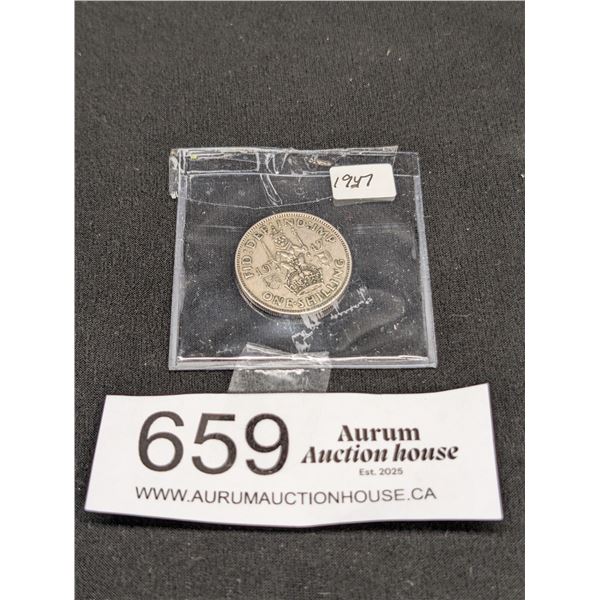 1947
FID:DEF IND:IMP
19 47
ONE·SHILLING
659
Aurum
Auction house
Est. 2025
WWW.AURUMAUCTIONHOUSE.CA